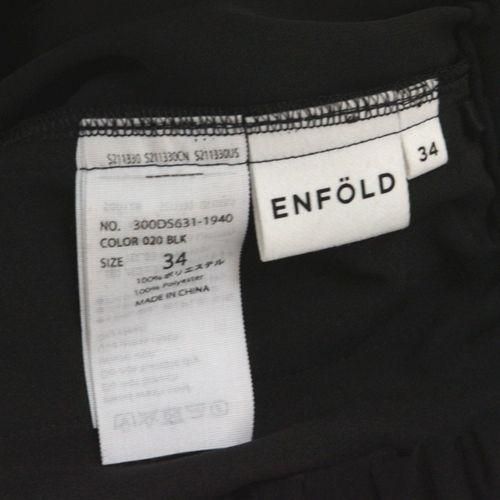 S211330 S211330CN S211330US
NO. 300DS631-1940
COLOR 020 BLK
SIZE 34
100% ポリエステル
100% Polyester
MADE IN CHINA
ENFÖLD
34